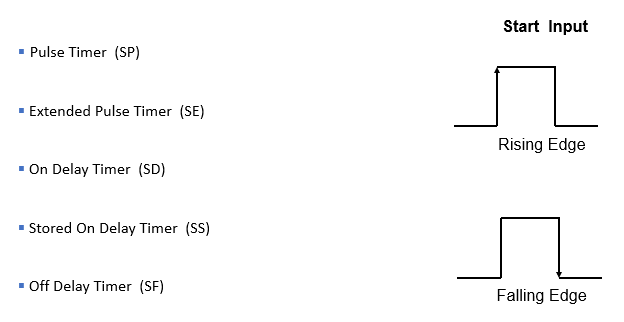 Start Input
Pulse Timer (SP)
Extended Pulse Timer (SE)
Rising Edge
On Delay Timer (SD)
Stored On Delay Timer (SS)
Off Delay Timer (SF)
Falling Edge